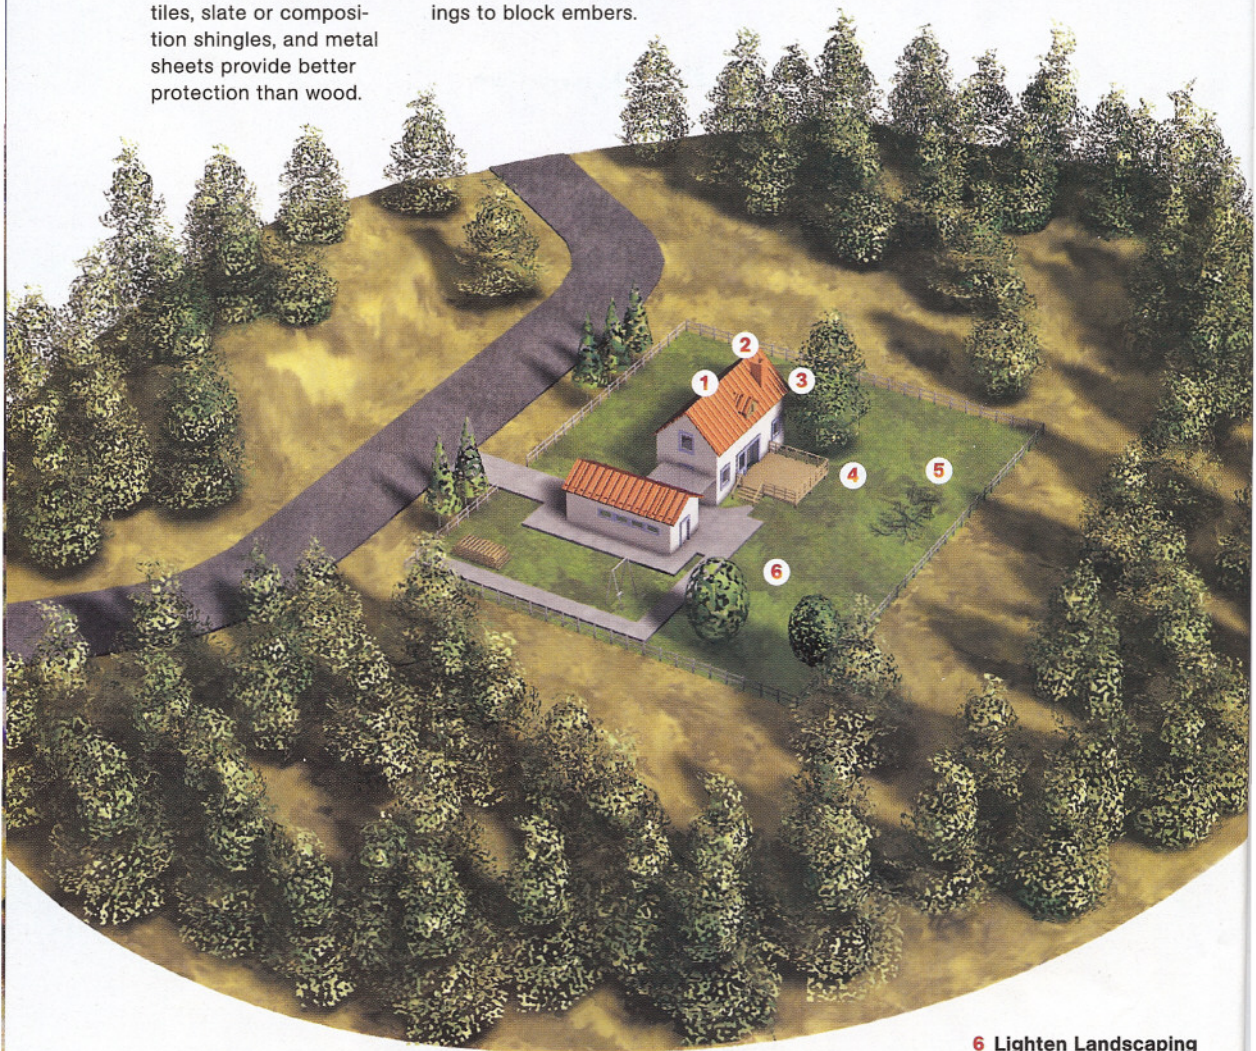 tiles, slate or composi-
tion shingles, and metal
sheets provide better
protection than wood.
ings to block embers.
2
1
3
4
5
6
6 Lighten Landscaping